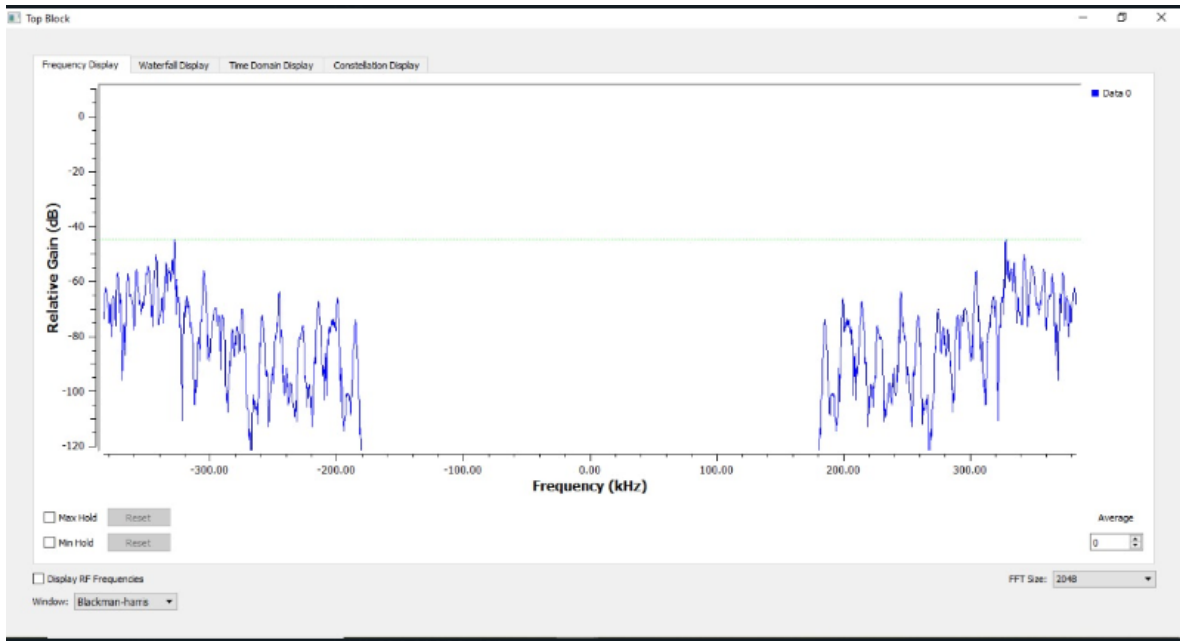 Top Block
Frequency Display Waterfall Display Time Domain Display Constellation Display
Data 0
0
-20
-40
-60
-80
-100
-120
Relative Gain (dB)
-300.00 -200.00 -100.00 0.00 100.00 200.00 300.00
Frequency (kHz)
Max Hold Reset Average
Min Hold Reset 0
Display RF Frequencies FFT Size: 2048
Window: Blackman-harris